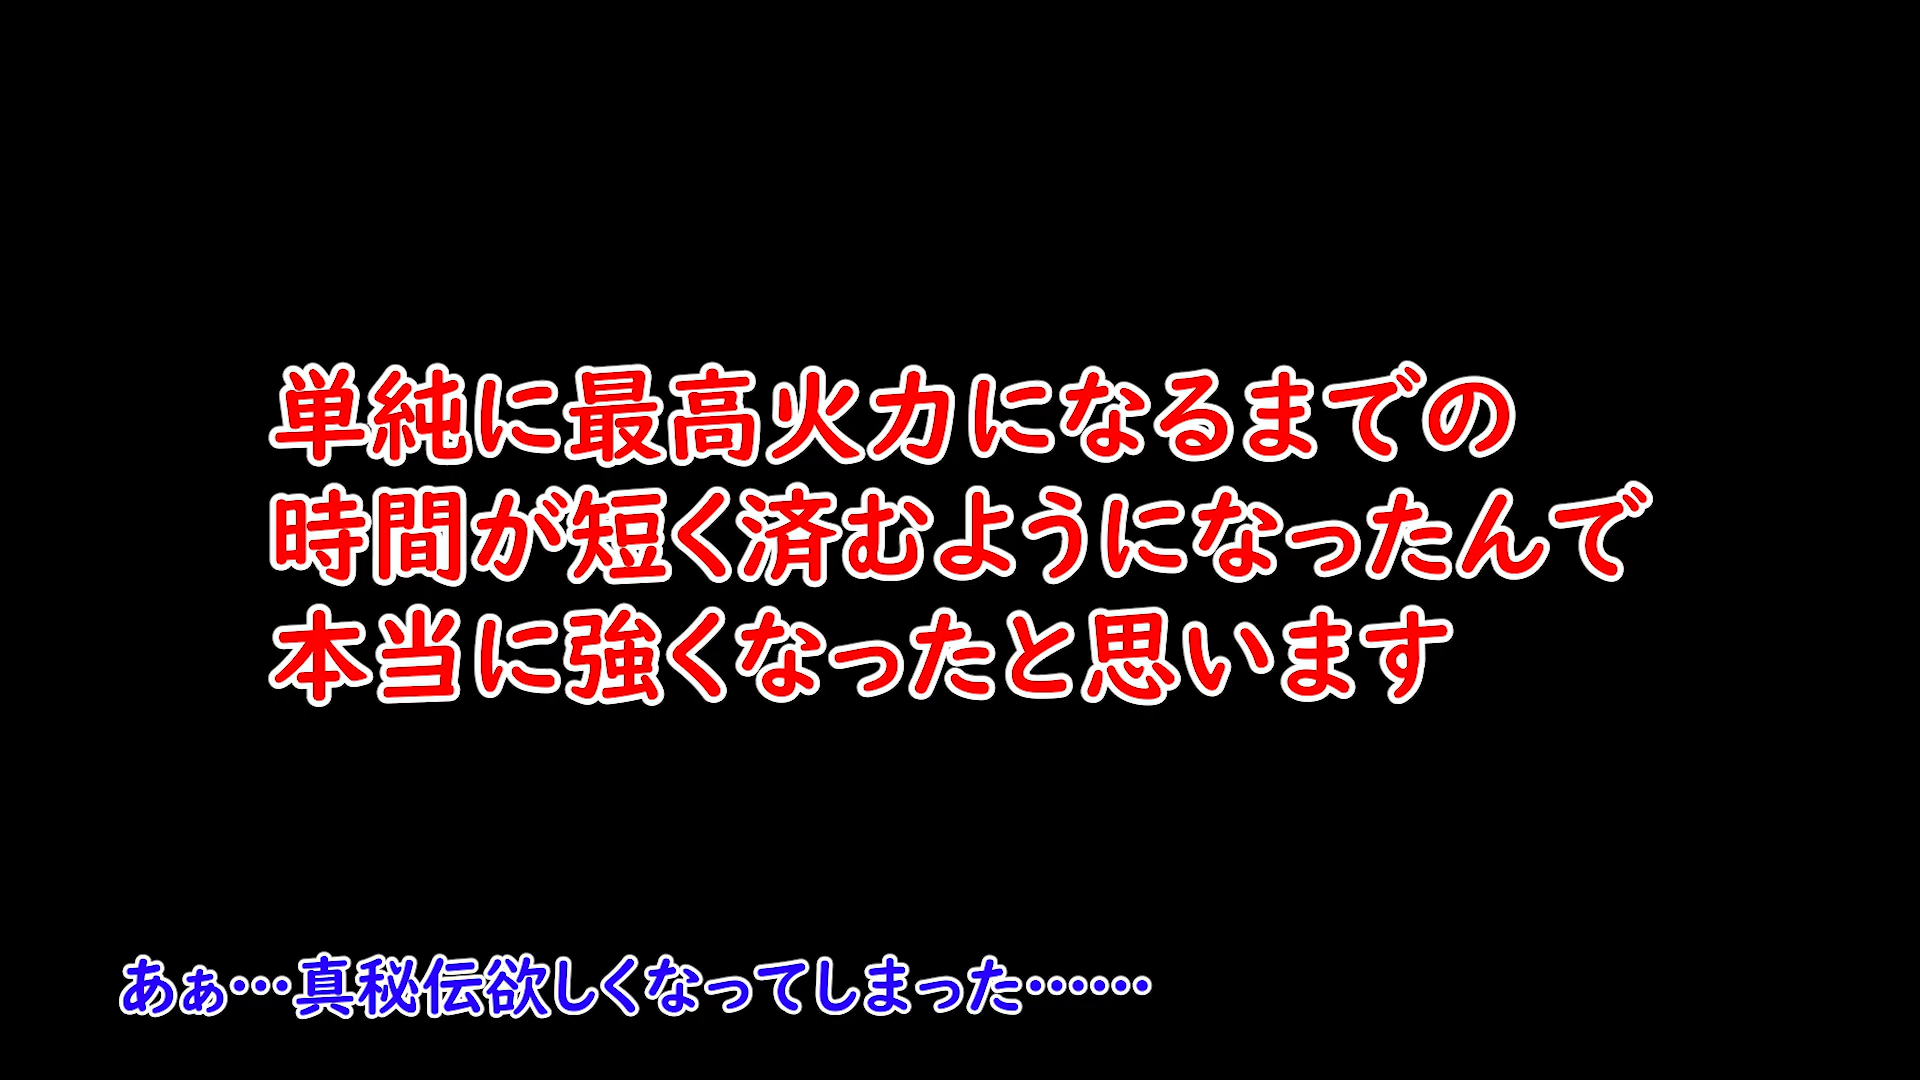 単純に最高火力になるまでの
時間が短く済むようになったんで
本当に強くなったと思います
あぁ…真秘伝欲しくなってしまった……